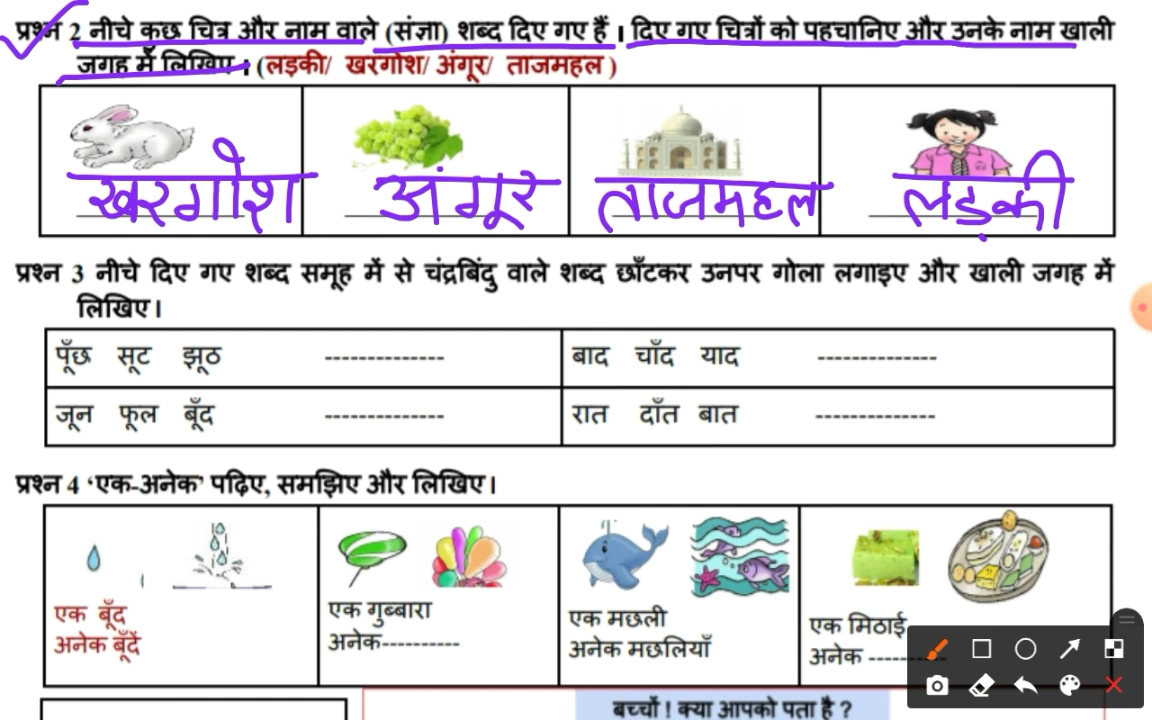 प्रश्न 2 नीचे कुछ चित्र और नाम वाले (संज्ञा) शब्द दिए गए हैं । दिए गए चित्रों को पहचानिए और उनके नाम खाली
जगह में लिखिए । (लड़की/ खरगोश/ अंगूर/ ताजमहल )
खरगोश अंगूर ताजमहल लड़की
प्रश्न 3 नीचे दिए गए शब्द समूह में से चंद्रबिंदु वाले शब्द छाँटकर उनपर गोला लगाइए और खाली जगह में
लिखिए।
पूँछ सूट झूठ -------------- बाद चाँद याद --------------
जून फूल बूँद -------------- रात दाँत बात --------------
प्रश्न 4 ‘एक-अनेक’ पढ़िए, समझिए और लिखिए।
एक बूँद
अनेक बूँदें
एक गुब्बारा
अनेक----------
एक मछली
अनेक मछलियाँ
एक मिठाई
अनेक ----------
बच्चों ! क्या आपको पता है ?